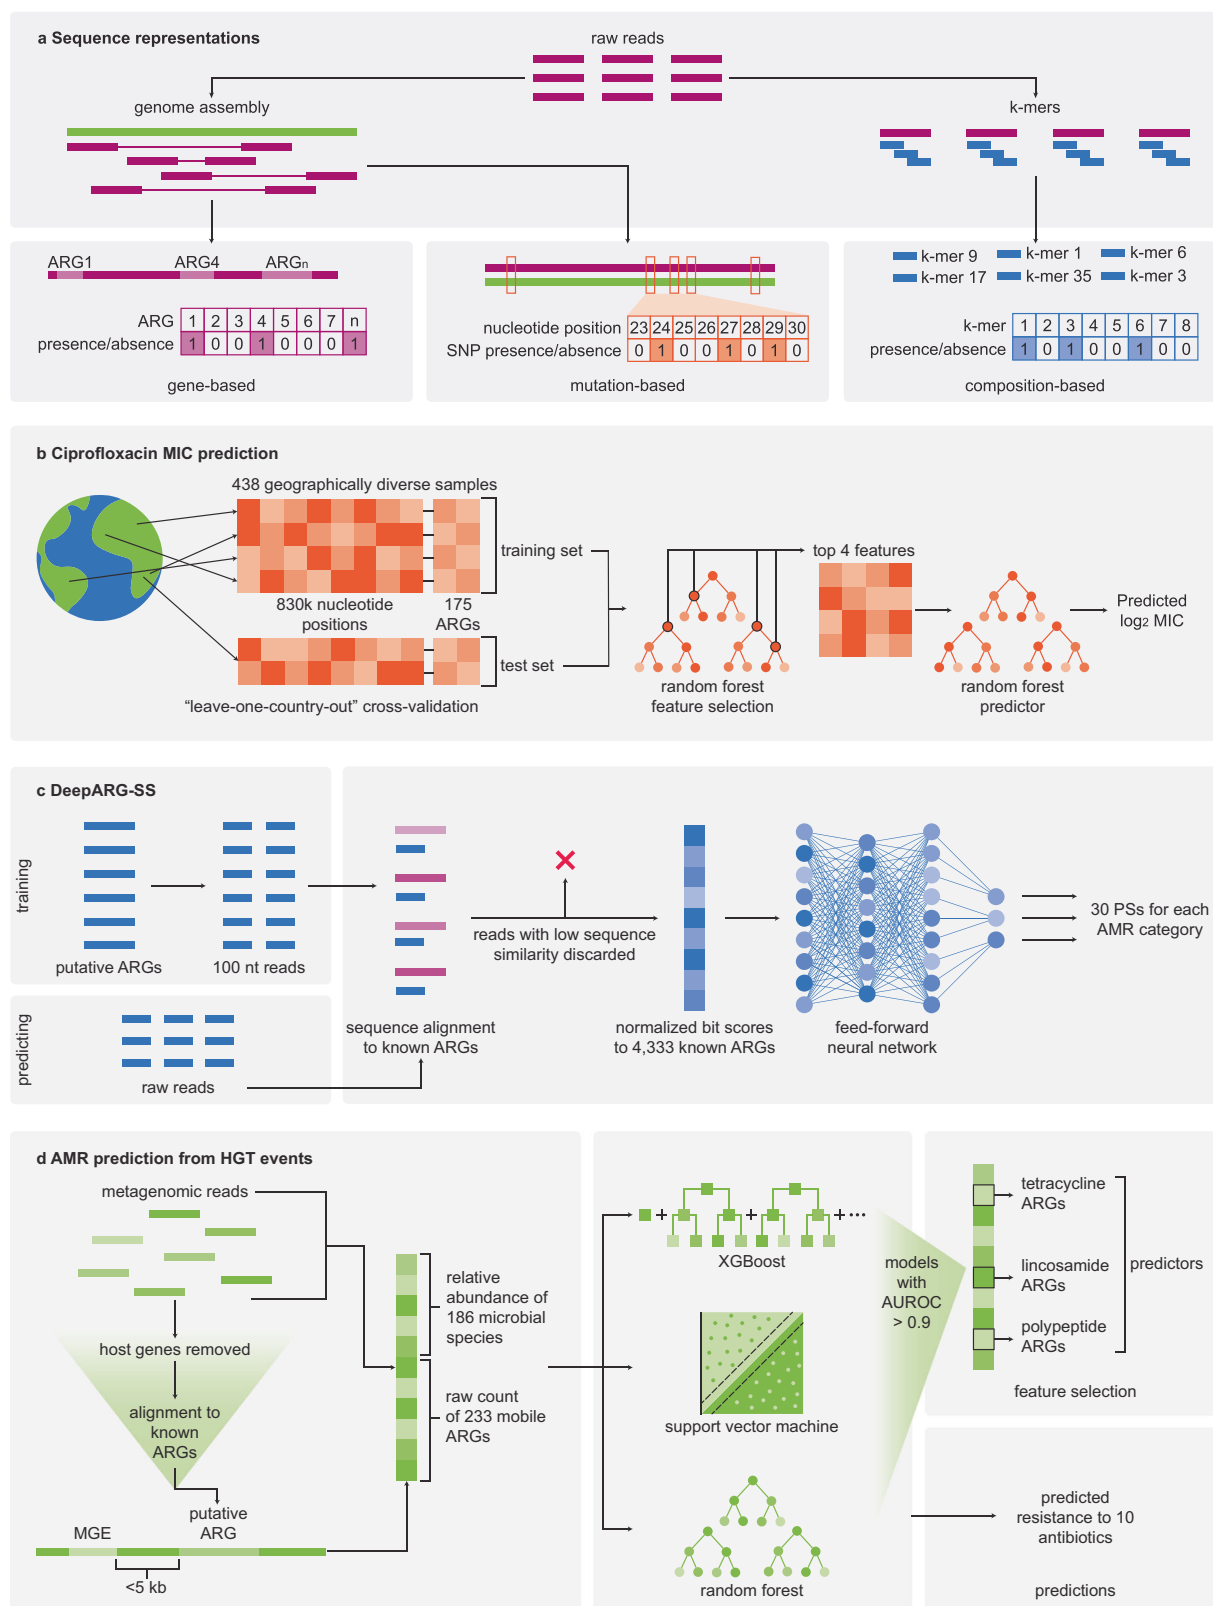 a Sequence representations
raw reads
genome assembly
k-mers
ARG1
ARG4
ARGn
ARG 1 2 3 4 5 6 7 n
presence/absence 1 0 0 1 0 0 0 1
gene-based
nucleotide position 23 24 25 26 27 28 29 30
SNP presence/absence 0 1 0 0 1 0 1 0
mutation-based
k-mer 9
k-mer 1
k-mer 6
k-mer 17
k-mer 35
k-mer 3
k-mer 1 2 3 4 5 6 7 8
presence/absence 1 0 1 0 0 1 0 0
composition-based
b Ciprofloxacin MIC prediction
438 geographically diverse samples
training set
830k nucleotide
positions
175
ARGs
test set
“leave-one-country-out” cross-validation
random forest
feature selection
top 4 features
random forest
predictor
Predicted
log2 MIC
c DeepARG-SS
training
putative ARGs
100 nt reads
predicting
raw reads
sequence alignment
to known ARGs
reads with low sequence
similarity discarded
normalized bit scores
to 4,333 known ARGs
feed-forward
neural network
30 PSs for each
AMR category
d AMR prediction from HGT events
metagenomic reads
host genes removed
alignment to
known
ARGs
putative
ARG
MGE
<5 kb
relative
abundance of
186 microbial
species
raw count
of 233 mobile
ARGs
XGBoost
support vector machine
random forest
models
with
AUROC
> 0.9
tetracycline
ARGs
lincosamide
ARGs
polypeptide
ARGs
predictors
feature selection
predicted
resistance to 10
antibiotics
predictions